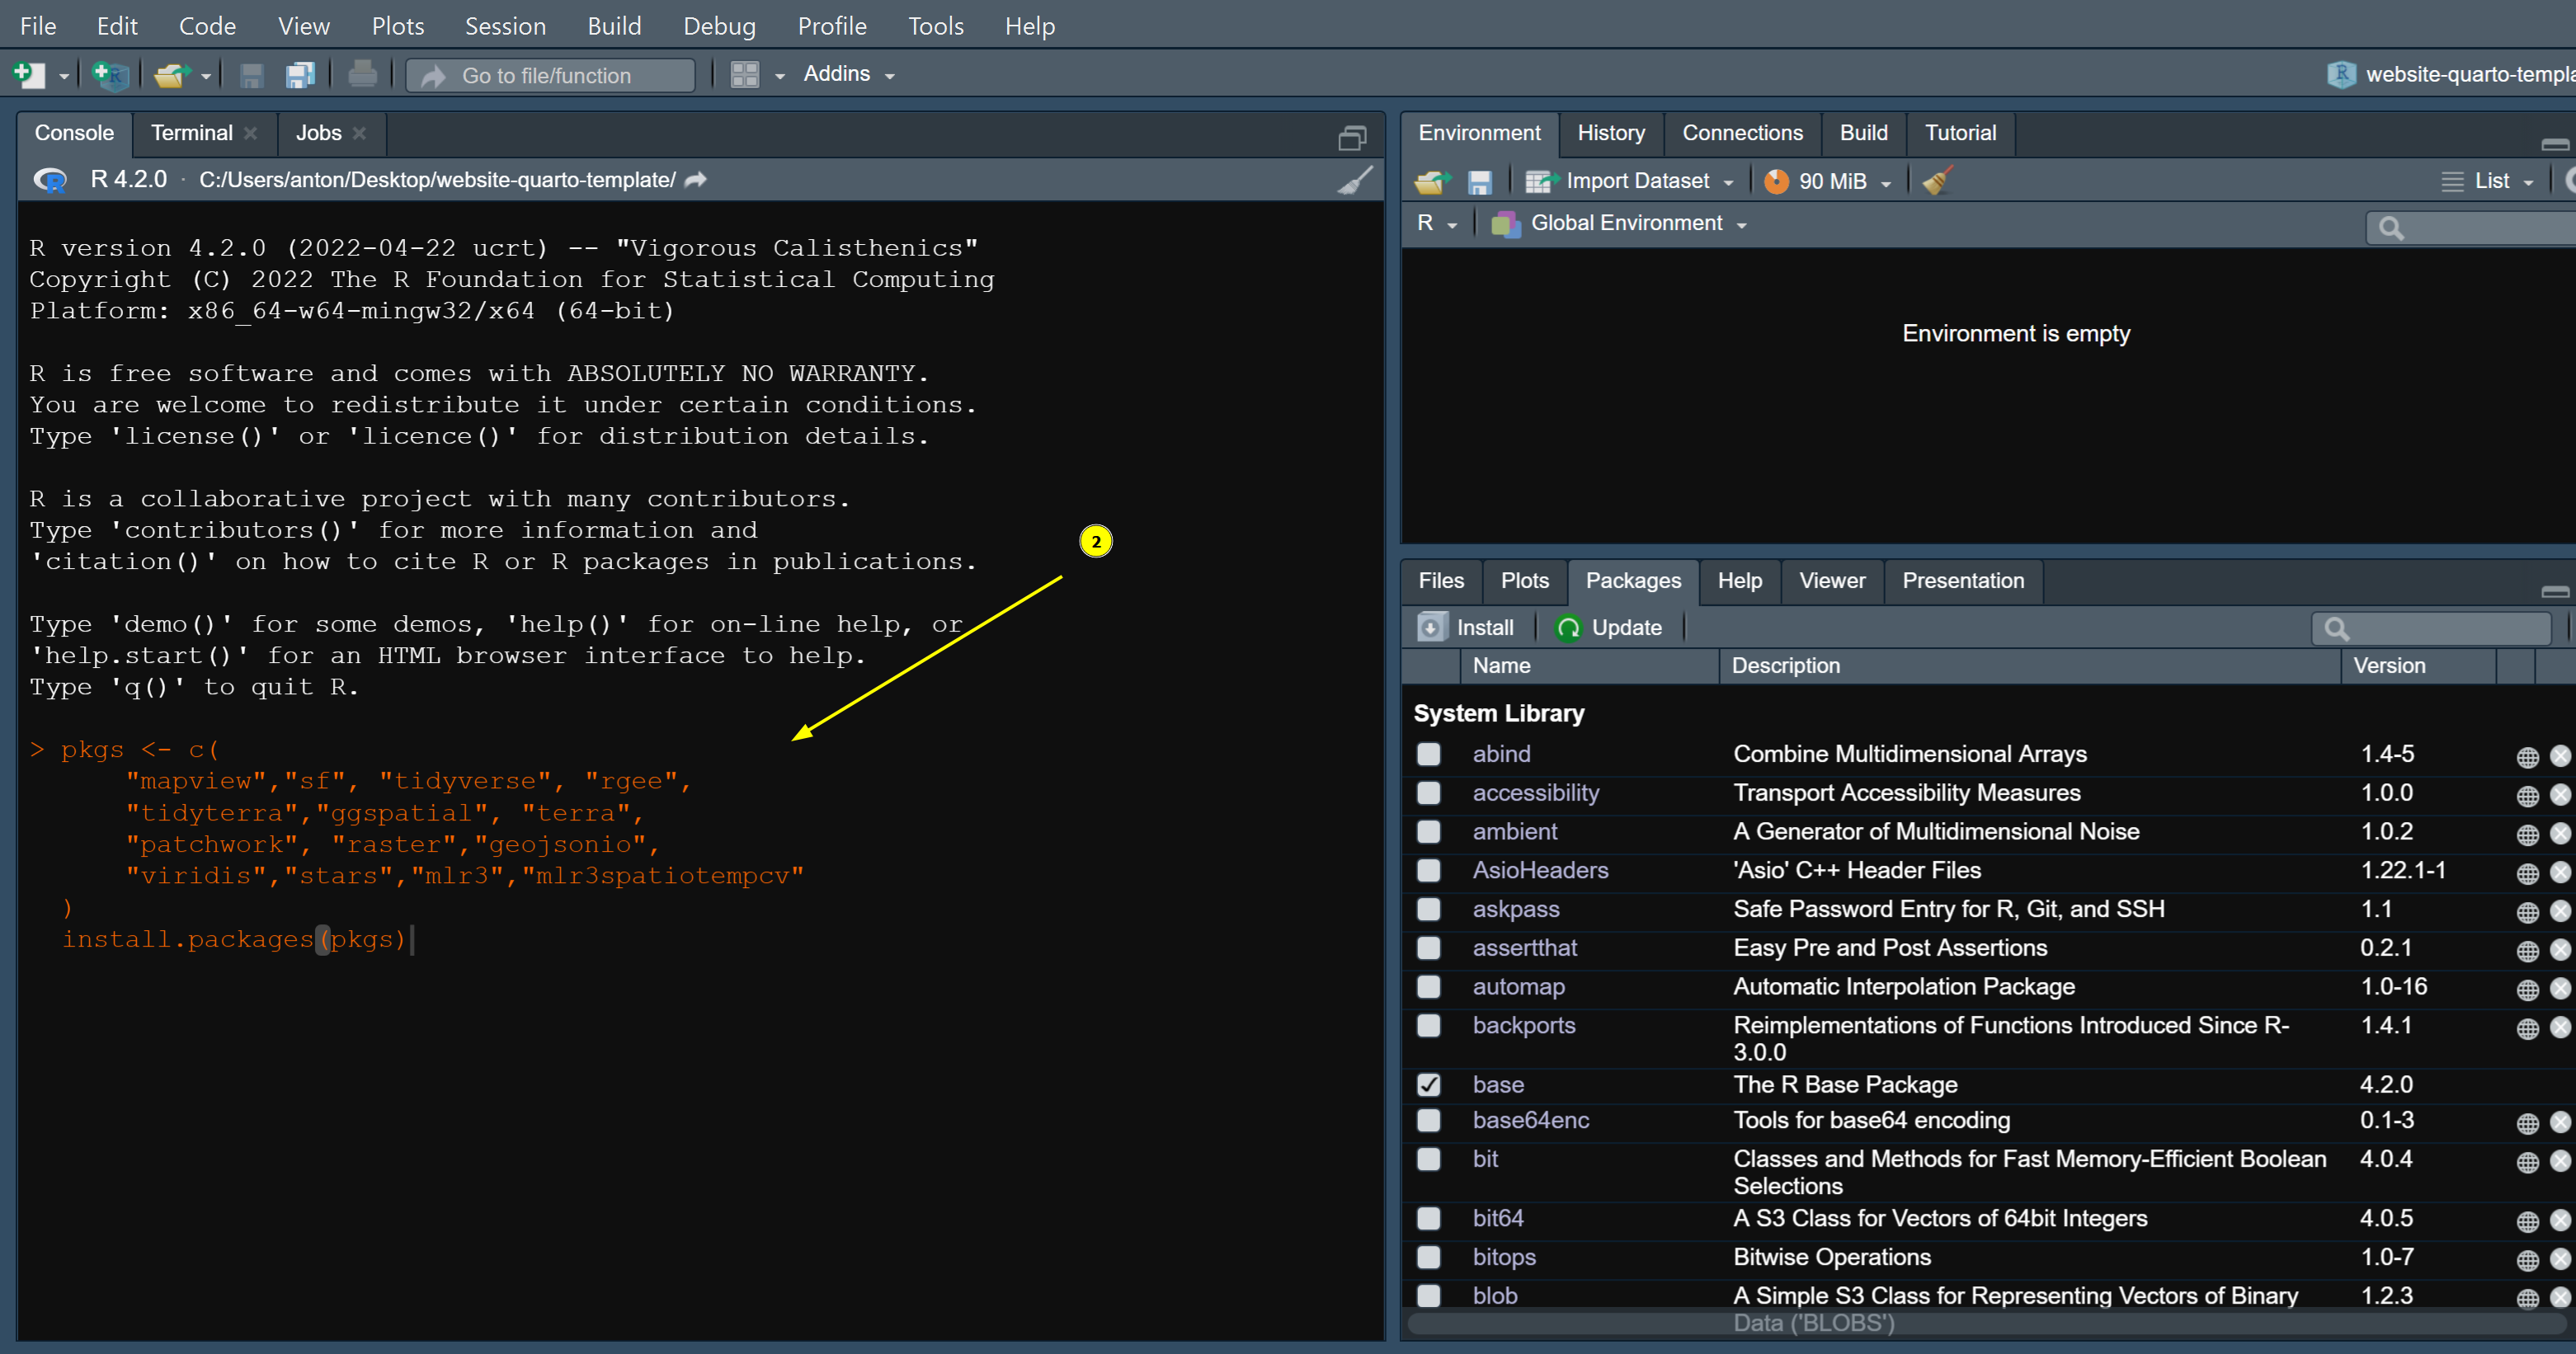 File Edit Code View Plots Session Build Debug Profile Tools Help
Go to file/function Addins website-quarto-templa
Console Terminal Jobs
R 4.2.0 · C:/Users/anton/Desktop/website-quarto-template/
R version 4.2.0 (2022-04-22 ucrt) -- "Vigorous Calisthenics"
Copyright (C) 2022 The R Foundation for Statistical Computing
Platform: x86_64-w64-mingw32/x64 (64-bit)
R is free software and comes with ABSOLUTELY NO WARRANTY.
You are welcome to redistribute it under certain conditions.
Type 'license()' or 'licence()' for distribution details.
R is a collaborative project with many contributors.
Type 'contributors()' for more information and
'citation()' on how to cite R or R packages in publications.
Type 'demo()' for some demos, 'help()' for on-line help, or
'help.start()' for an HTML browser interface to help.
Type 'q()' to quit R.
2
> pkgs <- c(
"mapview","sf", "tidyverse", "rgee",
"tidyterra","ggspatial", "terra",
"patchwork", "raster","geojsonio",
"viridis","stars","mlr3","mlr3spatiotempcv"
)
install.packages(pkgs)
Environment History Connections Build Tutorial
Import Dataset 90 MiB List
R Global Environment
Environment is empty
Files Plots Packages Help Viewer Presentation
Install Update
Name Description Version
System Library
abind Combine Multidimensional Arrays 1.4-5
accessibility Transport Accessibility Measures 1.0.0
ambient A Generator of Multidimensional Noise 1.0.2
AsioHeaders 'Asio' C++ Header Files 1.22.1-1
askpass Safe Password Entry for R, Git, and SSH 1.1
assertthat Easy Pre and Post Assertions 0.2.1
automap Automatic Interpolation Package 1.0-16
backports Reimplementations of Functions Introduced Since R- 1.4.1
3.0.0
base The R Base Package 4.2.0
base64enc Tools for base64 encoding 0.1-3
bit Classes and Methods for Fast Memory-Efficient Boolean 4.0.4
Selections
bit64 A S3 Class for Vectors of 64bit Integers 4.0.5
bitops Bitwise Operations 1.0-7
blob A Simple S3 Class for Representing Vectors of Binary 1.2.3
Data ('BLOBS')